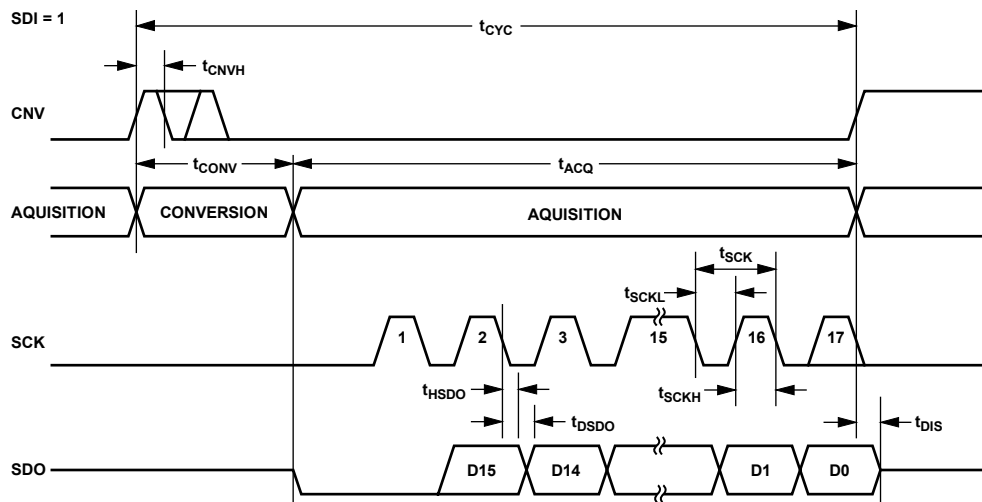 SDI = 1
tCYC
tCNVH
CNV
tCONV
tACQ
AQUISITION
CONVERSION
AQUISITION
tSCK
tSCKL
SCK
1
2
3
15
16
17
tHSDO
tSCKH
tDSDO
tDIS
SDO
D15
D14
D1
D0